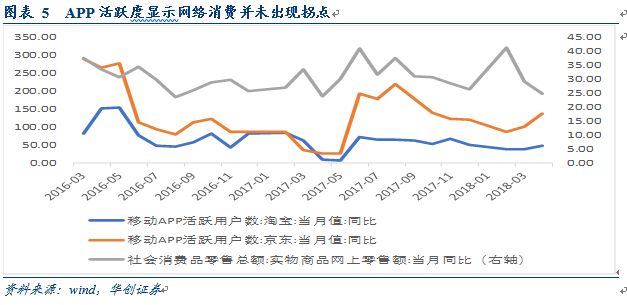 图表 5 APP 活跃度显示网络消费并未出现拐点
350.00 45.00
300.00 40.00
250.00 35.00
200.00 30.00
150.00 25.00
100.00 20.00
50.00 15.00
0.00 10.00
5.00
0.00
2016-03 2016-05 2016-07 2016-09 2016-11 2017-01 2017-03 2017-05 2017-07 2017-09 2017-11 2018-01 2018-03
移动APP活跃用户数:淘宝:当月值:同比
移动APP活跃用户数:京东:当月值:同比
社会消费品零售总额:实物商品网上零售额:当月同比（右轴）
资料来源：wind，华创证券